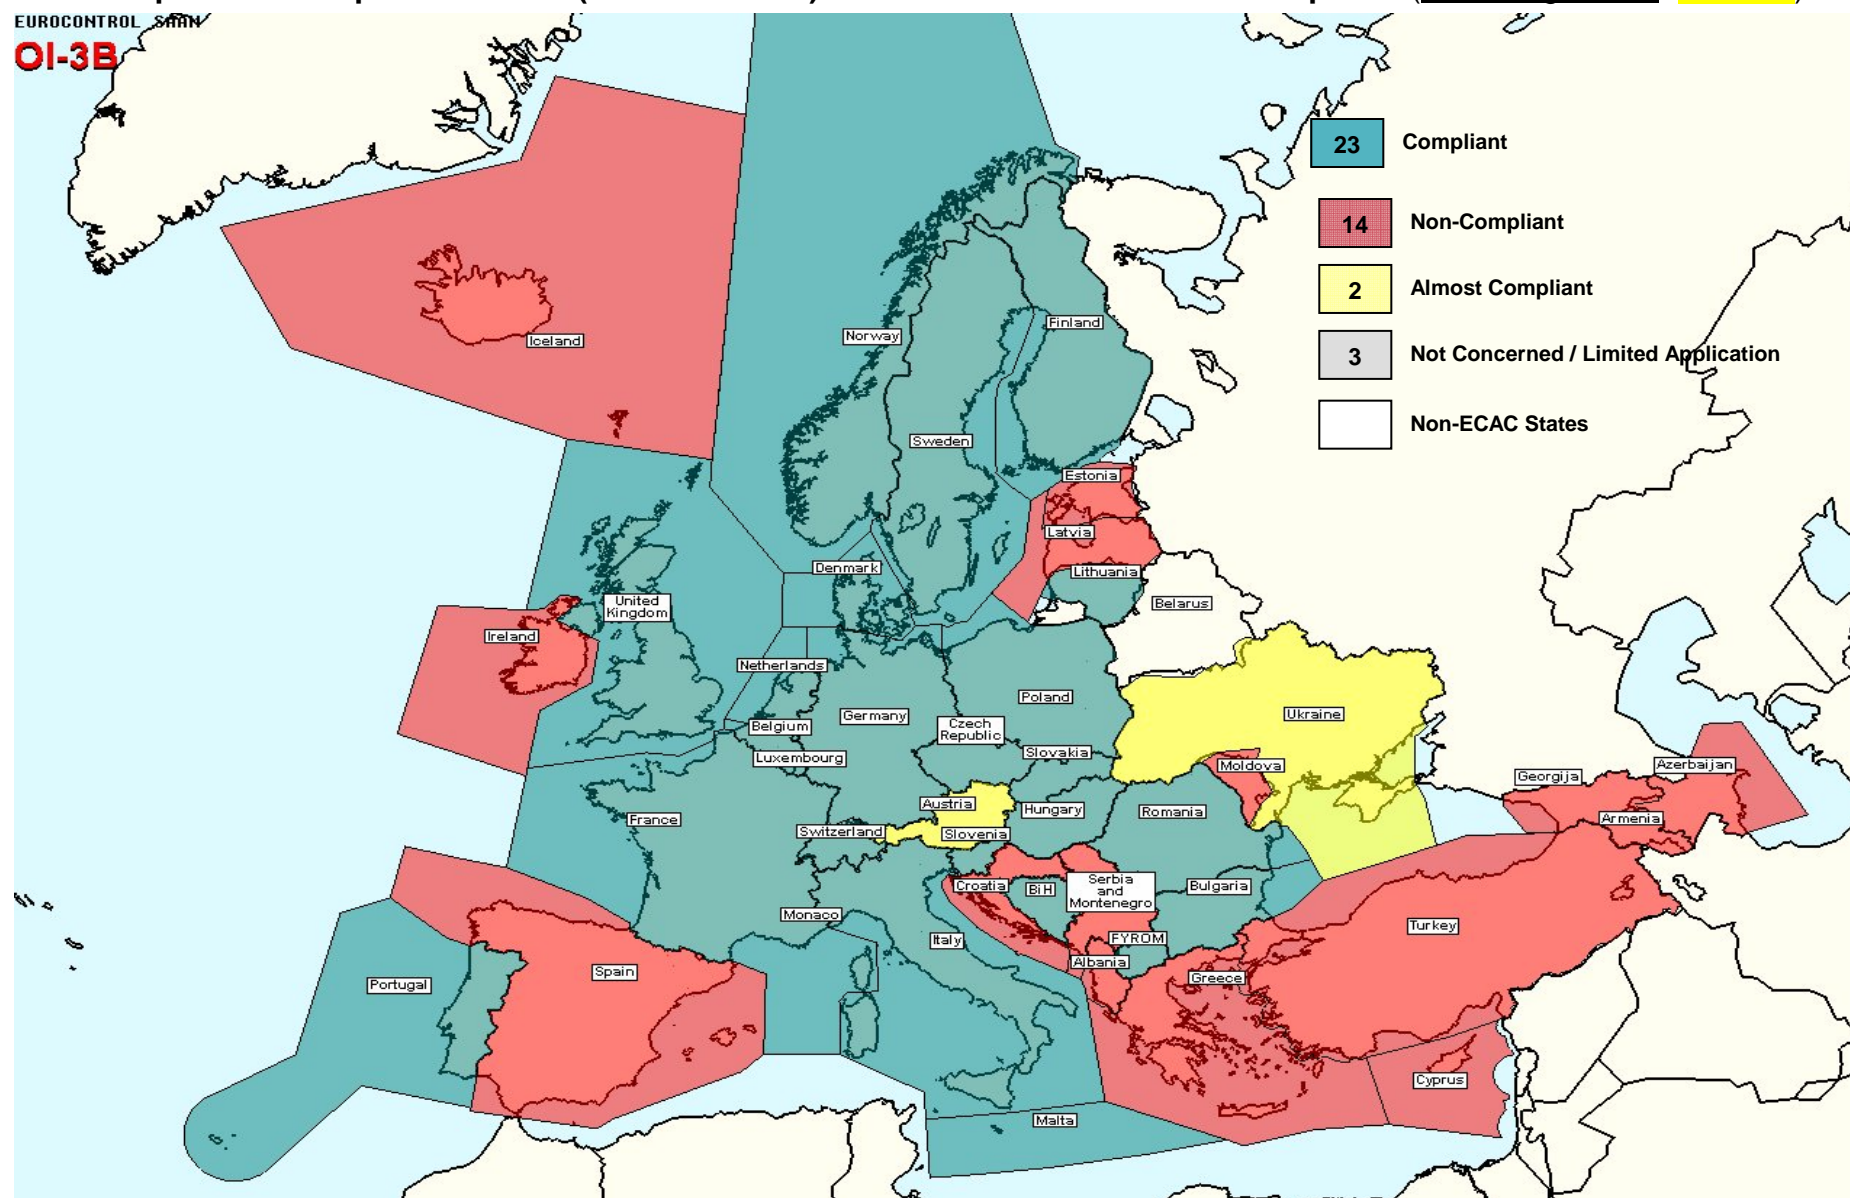 EUROCONTROL
OI-3B
23 Compliant
14 Non-Compliant
2 Almost Compliant
3 Not Concerned / Limited Application
Non-ECAC States
Iceland
Norway
Finland
Sweden
Estonia
Latvia
Denmark
Lithuania
United
Kingdom
Belarus
Ireland
Netherlands
Poland
Germany
Belgium
Czech
Republic
Ukraine
Slovakia
Luxembourg
Moldova
Georgija
Azerbaijan
Austria
Hungary
Romania
France
Switzerland
Slovenia
Armenia
Croatia
BiH
Serbia
and
Montenegro
Bulgaria
Monaco
Italy
FYROM
Turkey
Albania
Spain
Greece
Portugal
Cyprus
Malta